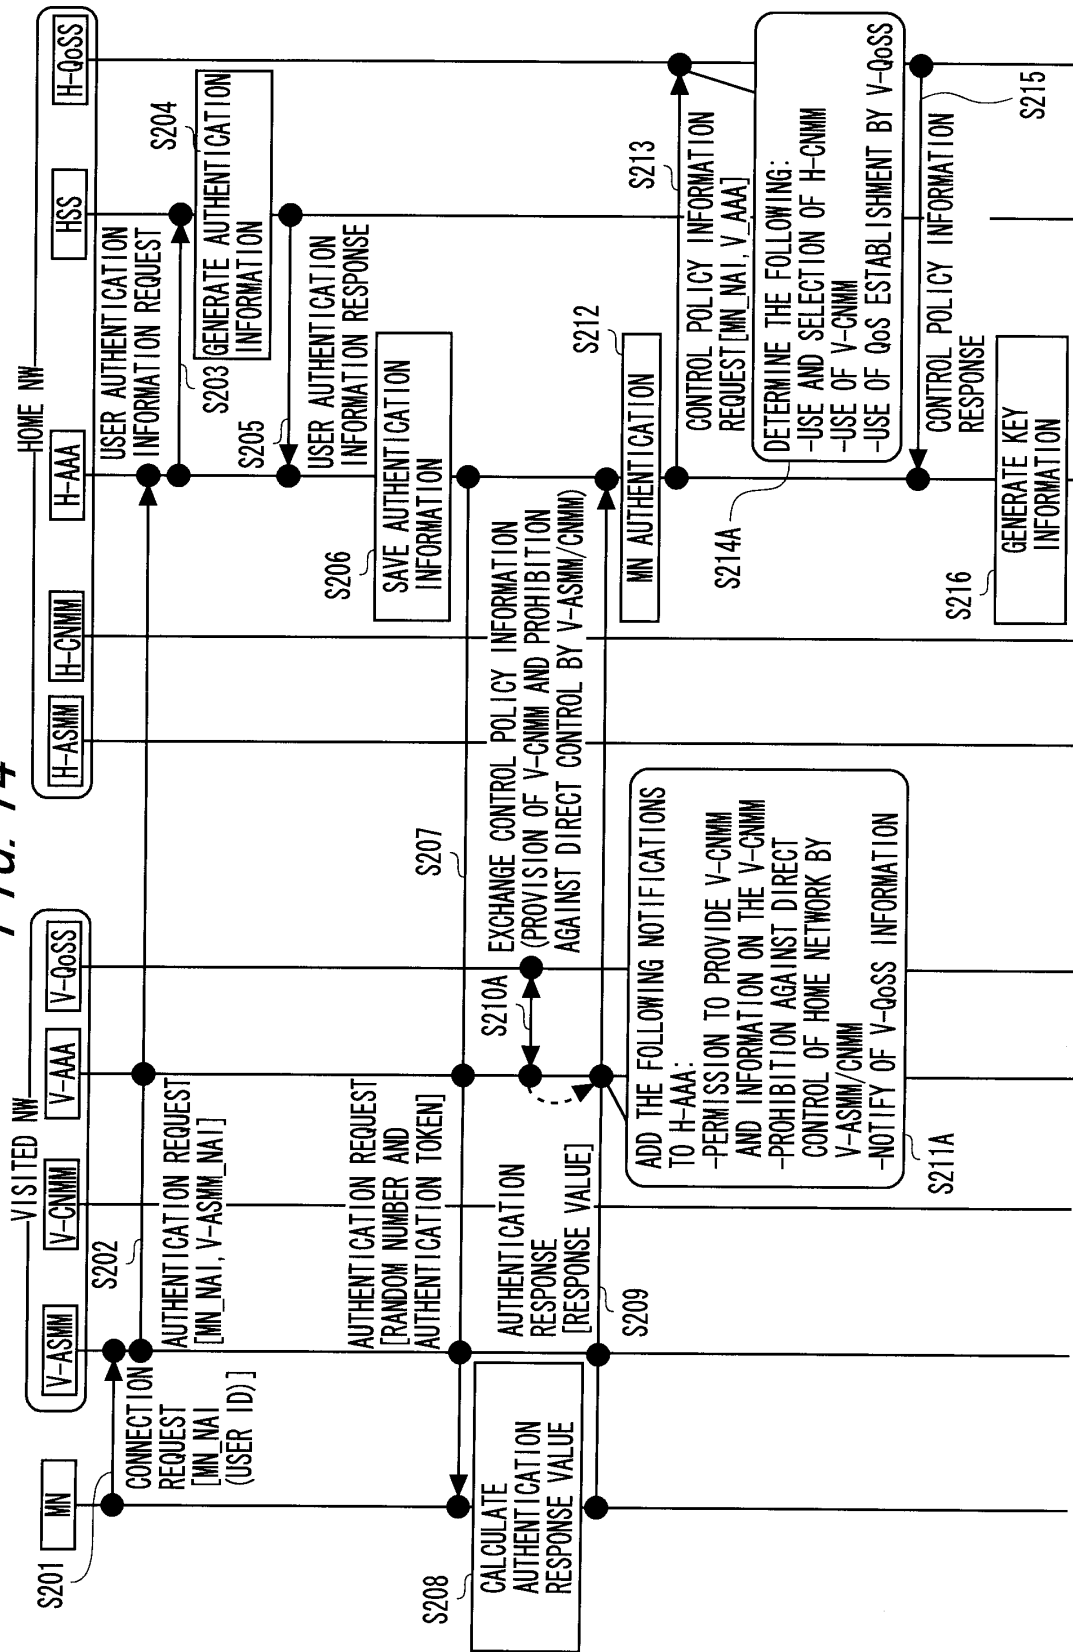 FIG. 14
VISITED NW
HOME NW
MN
V-ASMM
V-CNMM
V-AAA
V-QoSS
H-ASMM
H-CNMM
H-AAA
HSS
H-QoSS
S201
CONNECTION
REQUEST
[MN_NAI
(USER ID)]
S202
AUTHENTICATION REQUEST
[MN_NAI, V-ASMM_NAI]
USER AUTHENTICATION
INFORMATION REQUEST
S203
S204
GENERATE AUTHENTICATION
INFORMATION
S205
USER AUTHENTICATION
INFORMATION RESPONSE
S206
SAVE AUTHENTICATION
INFORMATION
S207
AUTHENTICATION REQUEST
[RANDOM NUMBER AND
AUTHENTICATION TOKEN]
S208
CALCULATE
AUTHENTICATION
RESPONSE VALUE
AUTHENTICATION
RESPONSE
[RESPONSE VALUE]
S209
S210A
EXCHANGE CONTROL POLICY INFORMATION
(PROVISION OF V-CNMM AND PROHIBITION
AGAINST DIRECT CONTROL BY V-ASMM/CNMM)
ADD THE FOLLOWING NOTIFICATIONS
TO H-AAA:
-PERMISSION TO PROVIDE V-CNMM
AND INFORMATION ON THE V-CNMM
-PROHIBITION AGAINST DIRECT
CONTROL OF HOME NETWORK BY
V-ASMM/CNMM
-NOTIFY OF V-QoSS INFORMATION
S211A
S212
MN AUTHENTICATION
S213
CONTROL POLICY INFORMATION
REQUEST[MN_NAI, V_AAA]
S214A
DETERMINE THE FOLLOWING:
-USE AND SELECTION OF H-CNMM
-USE OF V-CNMM
-USE OF QoS ESTABLISHMENT BY V-QoSS
S215
CONTROL POLICY INFORMATION
RESPONSE
S216
GENERATE KEY
INFORMATION